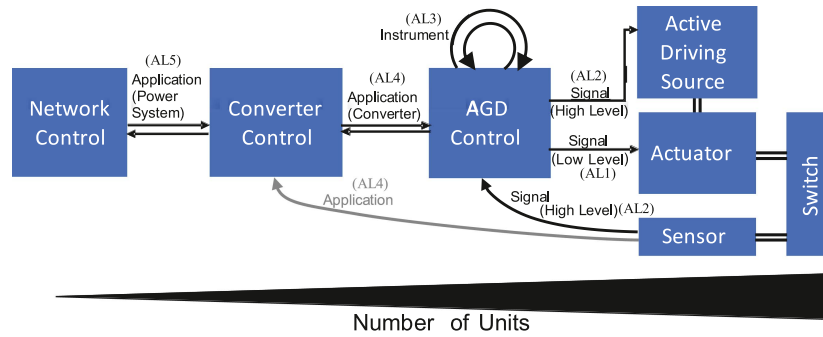 (AL3)
Instrument
Active
Driving
Source
(AL5)
Application
(Power
System)
(AL4)
Application
(Converter)
(AL2)
Signal
(High Level)
Network
Control
Converter
Control
AGD
Control
Signal
(Low Level)
(AL1)
Actuator
Switch
(AL4)
Application
Signal
(High Level)(AL2)
Sensor
Number of Units